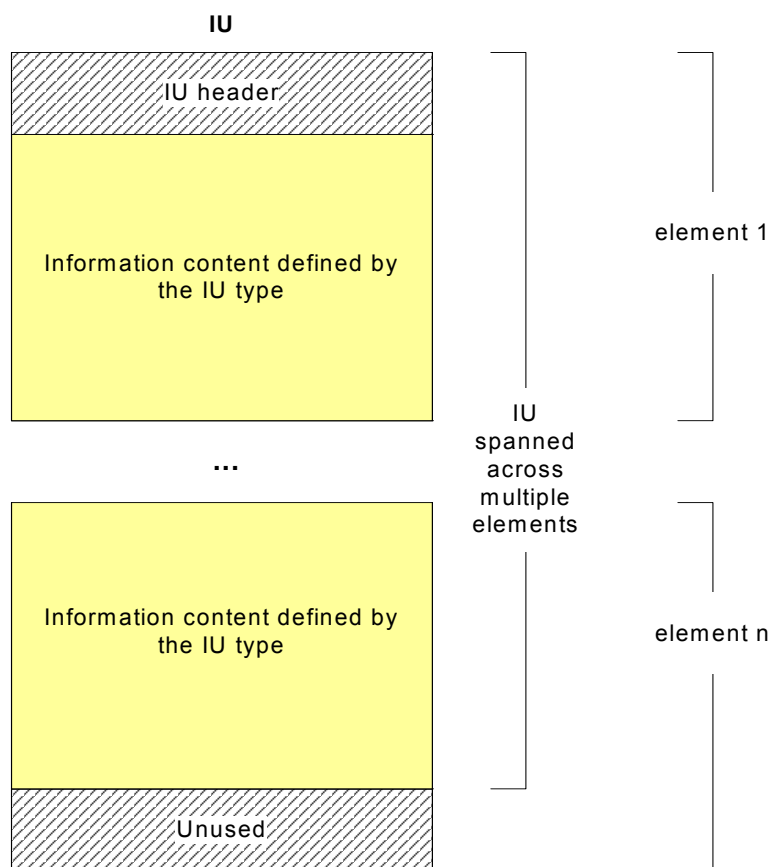 IU
IU header
Information content defined by
the IU type
element 1
IU
spanned
across
multiple
elements
...
Information content defined by
the IU type
element n
Unused